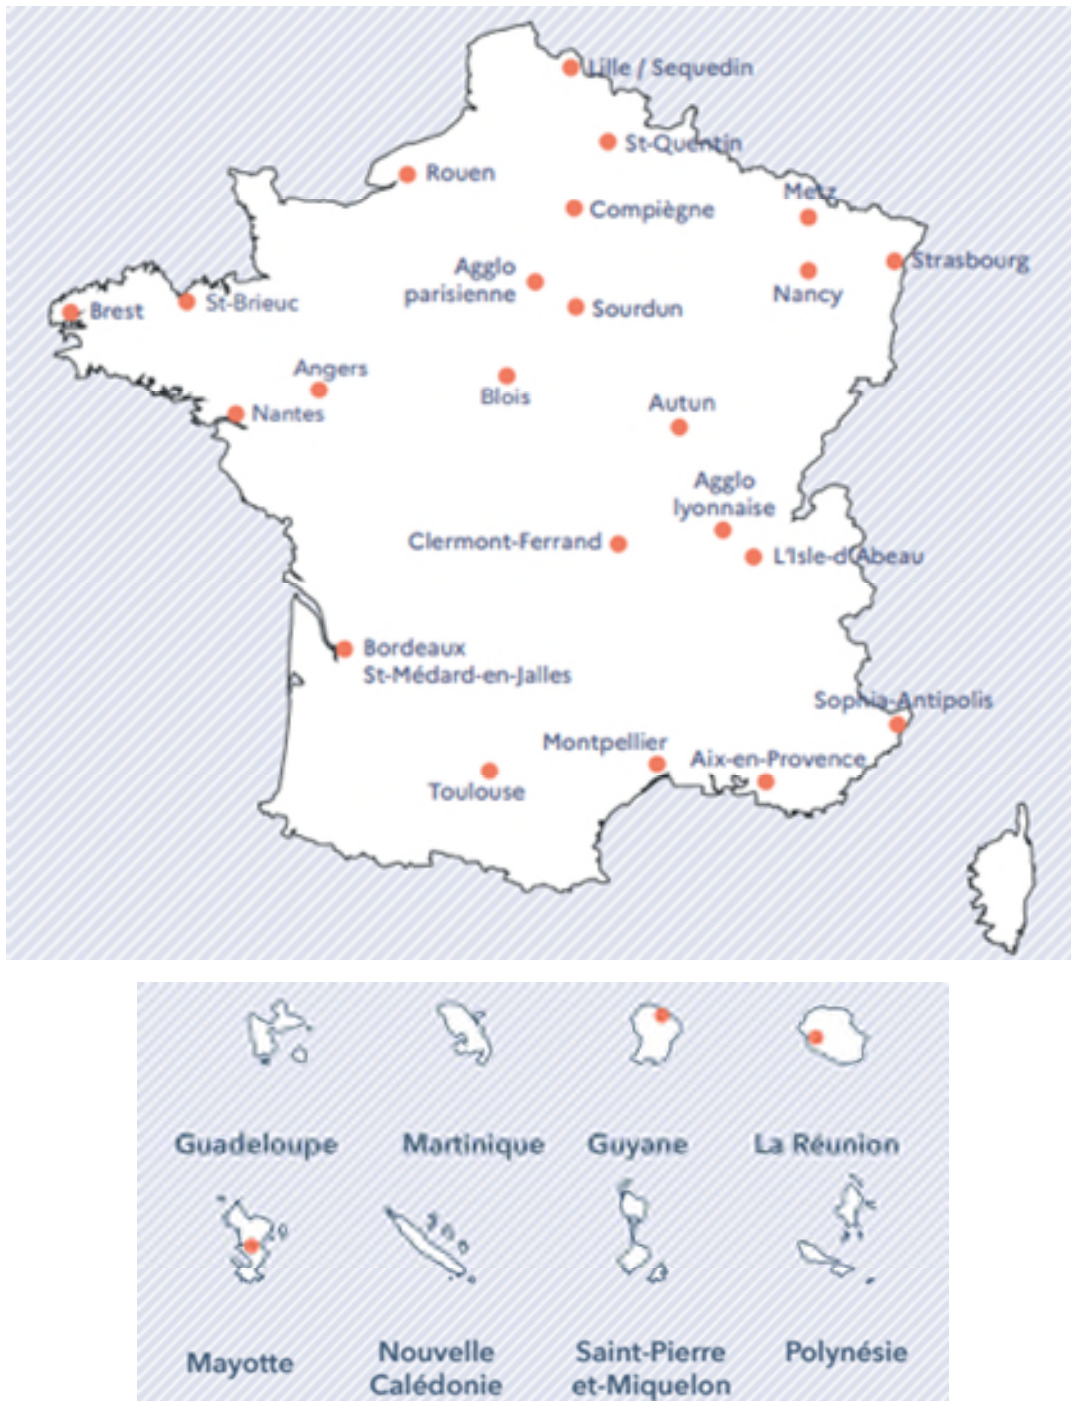 Lille / Sequedin
St-Quentin
Rouen
Metz
Compiègne
Strasbourg
Agglo
parisienne
Nancy
Sourdun
Brest
St-Brieuc
Angers
Blois
Nantes
Autun
Agglo
lyonnaise
Clermont-Ferrand
L'Isle-d'Abeau
Bordeaux
St-Médard-en-Jalles
Sophia-Antipolis
Montpellier
Aix-en-Provence
Toulouse
Guadeloupe
Martinique
Guyane
La Réunion
Mayotte
Nouvelle
Calédonie
Saint-Pierre
et-Miquelon
Polynésie